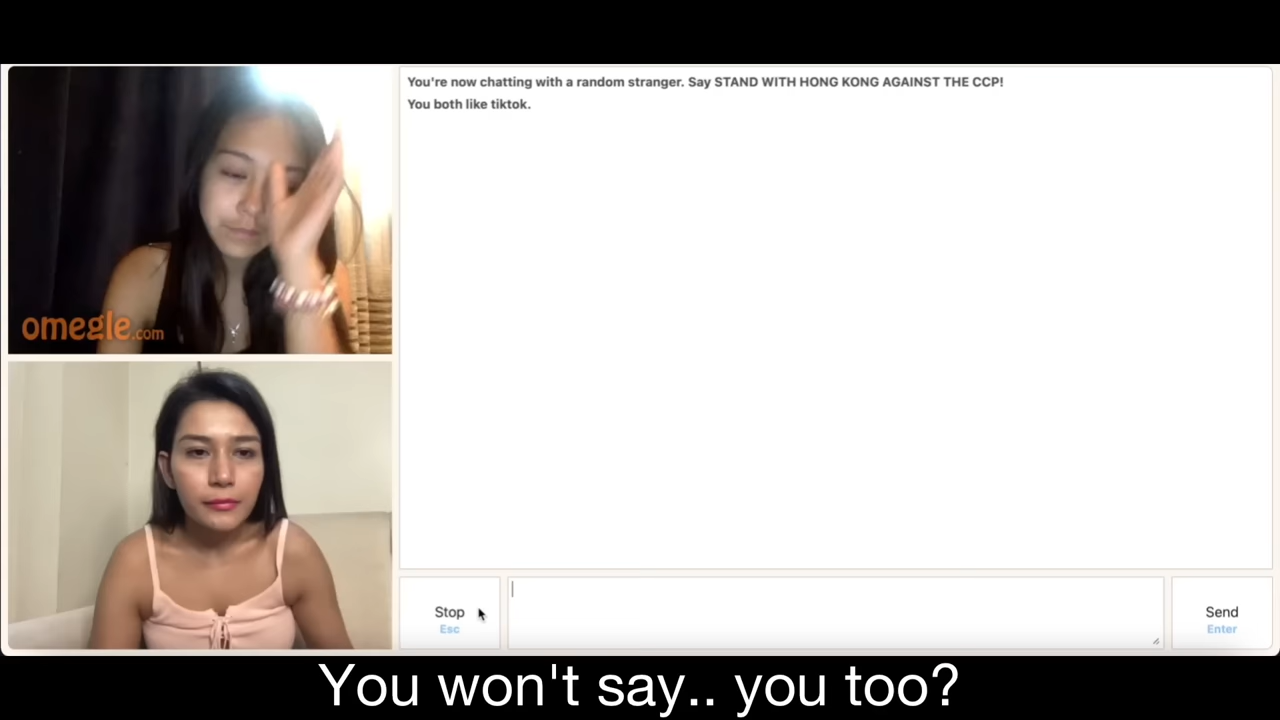 You're now chatting with a random stranger. Say STAND WITH HONG KONG AGAINST THE CCP!
You both like tiktok.
omegle.com
Stop
Esc
Send
Enter
You won't say.. you too?